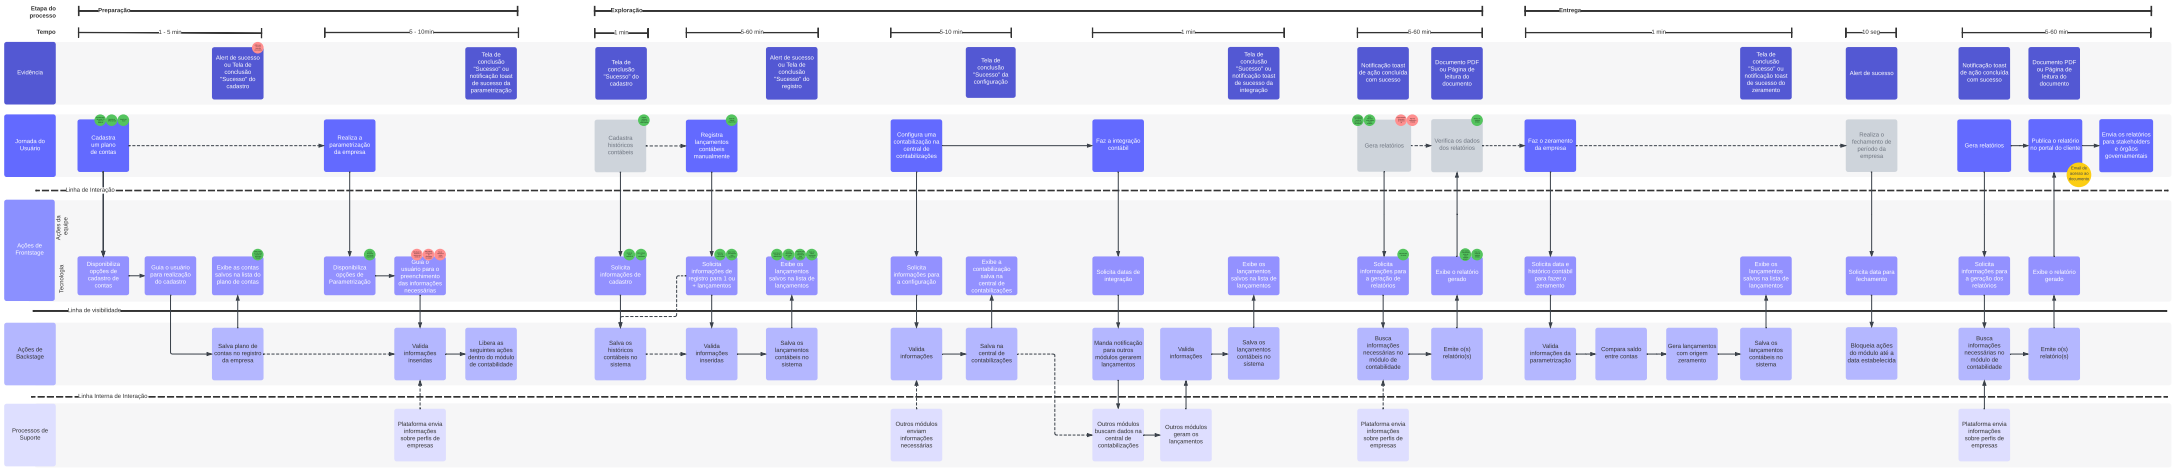 Etapa do
processo
Preparação
Exploração
Entrega
Tempo
1 - 5 min
5 - 10min
1 min
5-60 min
5-10 min
1 min
5-60 min
1 min
10 seg
5-60 min
Evidência
Alert de sucesso
ou Tela de
conclusão
"Sucesso" do
cadastro
Tela de
conclusão
"Sucesso" ou
notificação toast
de sucesso da
parametrização
Tela de
conclusão
"Sucesso" do
cadastro
Alert de sucesso
ou Tela de
conclusão
"Sucesso" do
registro
Tela de
conclusão
"Sucesso" da
configuração
Tela de
conclusão
"Sucesso" ou
notificação toast
de sucesso da
integração
Notificação toast
de ação concluída
com sucesso
Documento PDF
ou Página de
leitura do
documento
Tela de
conclusão
"Sucesso" ou
notificação toast
de sucesso do
zeramento
Alert de sucesso
Notificação toast
de ação concluída
com sucesso
Documento PDF
ou Página de
leitura do
documento
Jornada do
Usuário
Cadastra
um plano
de contas
Realiza a
parametrização
da empresa
Cadastra
históricos
contábeis
Registra
lançamentos
contábeis
manualmente
Configura uma
contabilização na
central de
contabilizações
Faz a integração
contábil
Gera relatórios
Verifica os dados
dos relatórios
Faz o zeramento
da empresa
Realiza o
fechamento de
período da
empresa
Gera relatórios
Publica o relatório
no portal do cliente
Envia os relatórios
para stakeholders
e órgãos
governamentais
Email de
acesso ao
documento
Linha de Interação
Ações de
Frontstage
Ações da
equipe
Tecnologia
Disponibiliza
opções de
cadastro de
contas
Guia o usuário
para realização
do cadastro
Exibe as contas
salvos na lista do
plano de contas
Disponibiliza
opções de
Parametrização
Guia o
usuário para o
preenchimento
das informações
necessárias
Solicita
informações de
cadastro
Solicita
informações de
registro para 1 ou
+ lançamentos
Exibe os
lançamentos
salvos na lista de
lançamentos
Solicita
informações para
a configuração
Exibe a
contabilização
salva na
central de
contabilizações
Solicita datas de
integração
Exibe os
lançamentos
salvos na lista de
lançamentos
Solicita
informações para
a geração de
relatórios
Exibe o relatório
gerado
Solicita data e
histórico contábil
para fazer o
zeramento
Exibe os
lançamentos
salvos na lista de
lançamentos
Solicita data para
fechamento
Solicita
informações para
a geração dos
relatórios
Exibe o relatório
gerado
Linha de visibilidade
Ações de
Backstage
Salva plano de
contas no registro
da empresa
Valida
informações
inseridas
Libera as
seguintes ações
dentro do módulo
de contabilidade
Salva os
históricos
contábeis no
sistema
Valida
informações
inseridas
Salva os
lançamentos
contábeis no
sistema
Valida
informações
Salva na
central de
contabilizações
Manda notificação
para outros
módulos gerarem
lançamentos
Valida
informações
Salva os
lançamentos
contábeis no
sistema
Busca
informações
necessárias no
módulo de
contabilidade
Emite o(s)
relatório(s)
Valida
informações da
parametrização
Compara saldo
entre contas
Gera lançamentos
com origem
zeramento
Salva os
lançamentos
contábeis no
sistema
Bloqueia ações
do módulo até a
data estabelecida
Busca
informações
necessárias no
módulo de
contabilidade
Emite o(s)
relatório(s)
Linha Interna de Interação
Processos de
Suporte
Plataforma envia
informações
sobre perfis de
empresas
Outros módulos
enviam
informações
necessárias
Outros módulos
buscam dados na
central de
contabilizações
Outros módulos
geram os
lançamentos
Plataforma envia
informações
sobre perfis de
empresas
Plataforma envia
informações
sobre perfis de
empresas